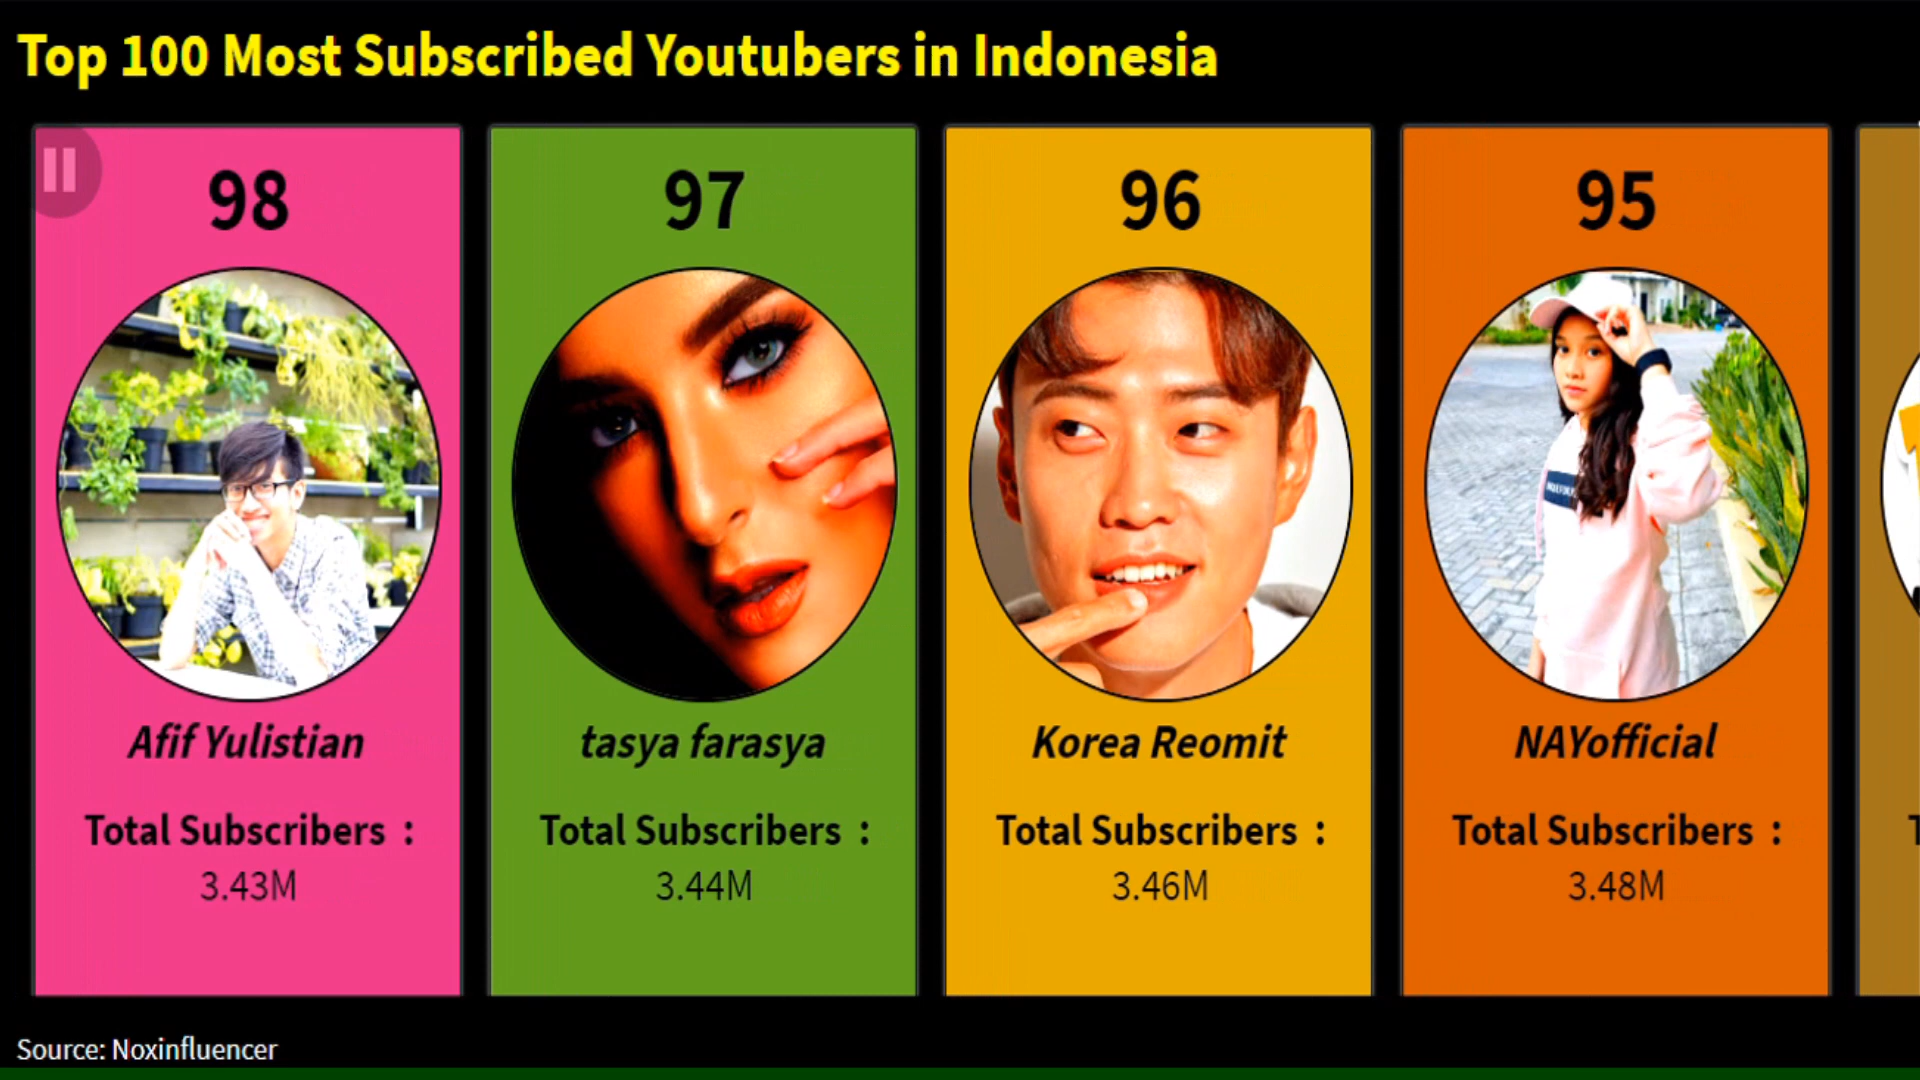 Top 100 Most Subscribed Youtubers in Indonesia
98
Afif Yulistian
Total Subscribers :
3.43M
97
tasya farasya
Total Subscribers :
3.44M
96
Korea Reomit
Total Subscribers :
3.46M
95
NAYofficial
Total Subscribers :
3.48M
Source: Noxinfluencer